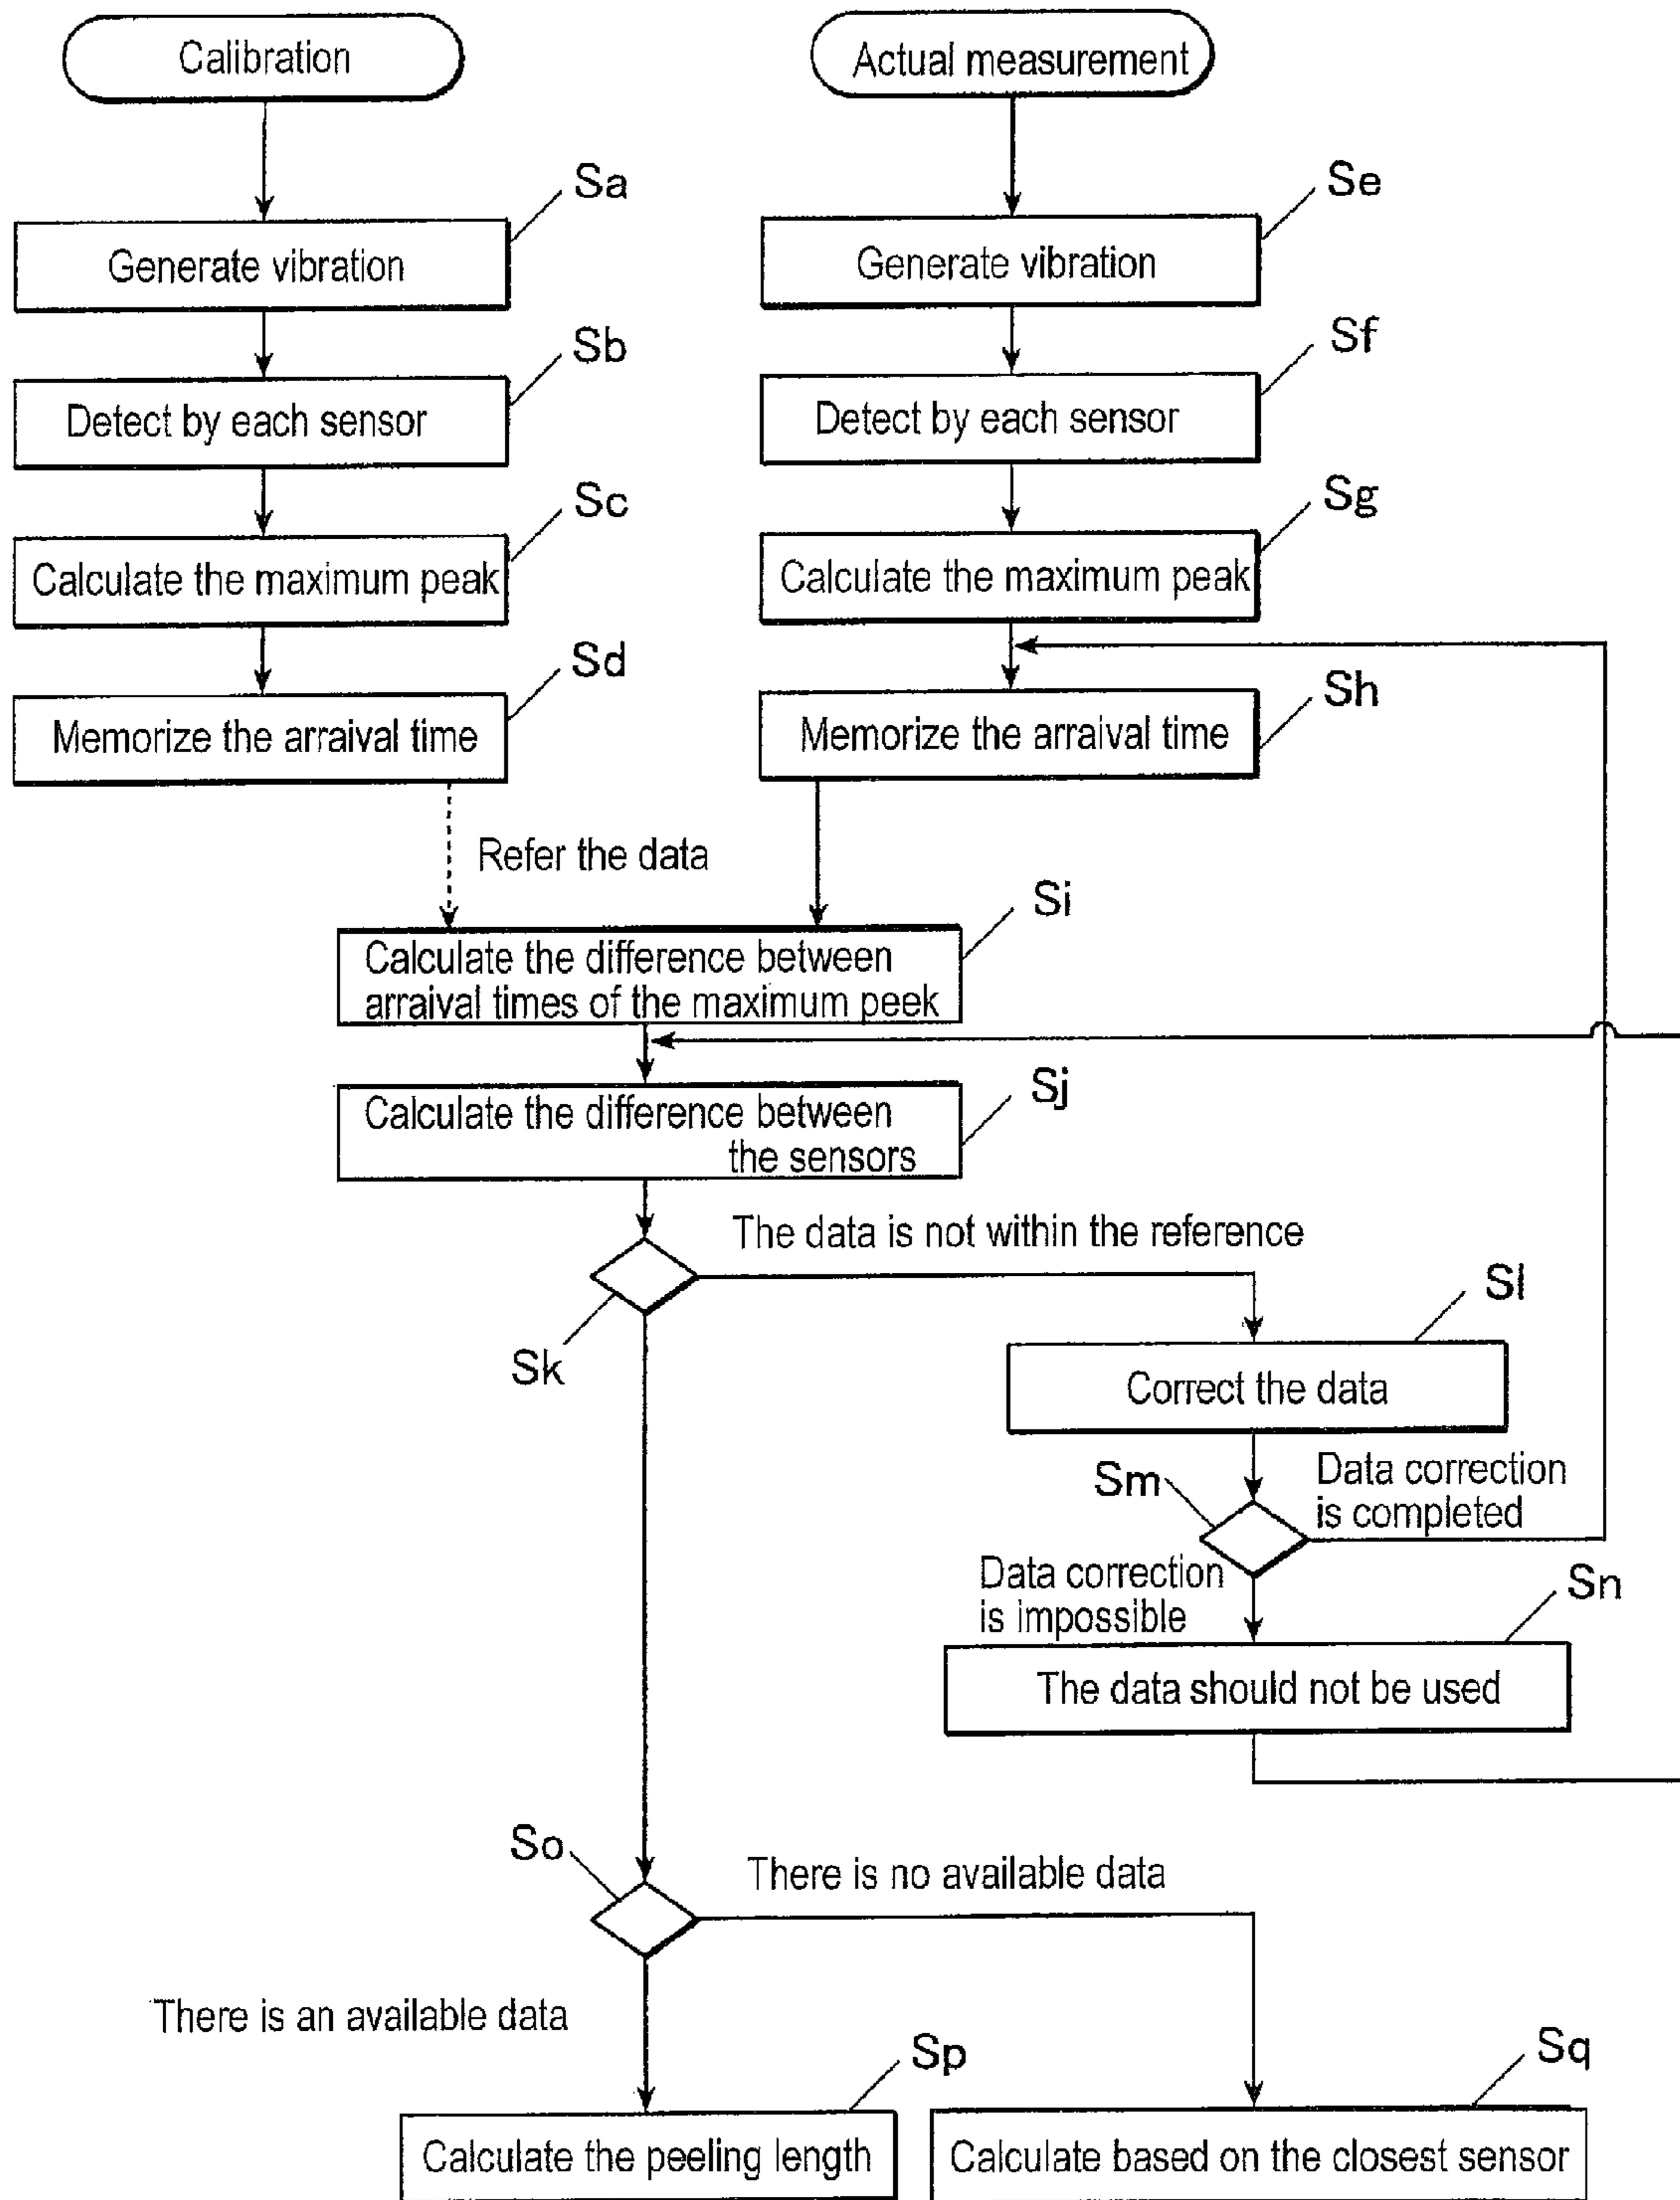 Calibration
Actual measurement
Sa
Generate vibration
Se
Generate vibration
Sb
Detect by each sensor
Sf
Detect by each sensor
Sc
Calculate the maximum peak
Sg
Calculate the maximum peak
Sd
Memorize the arraival time
Sh
Memorize the arraival time
Refer the data
Si
Calculate the difference between
arraival times of the maximum peek
Sj
Calculate the difference between
the sensors
The data is not within the reference
Sk
Sl
Correct the data
Sm
Data correction
is completed
Data correction
is impossible
Sn
The data should not be used
So
There is no available data
There is an available data
Sp
Calculate the peeling length
Sq
Calculate based on the closest sensor